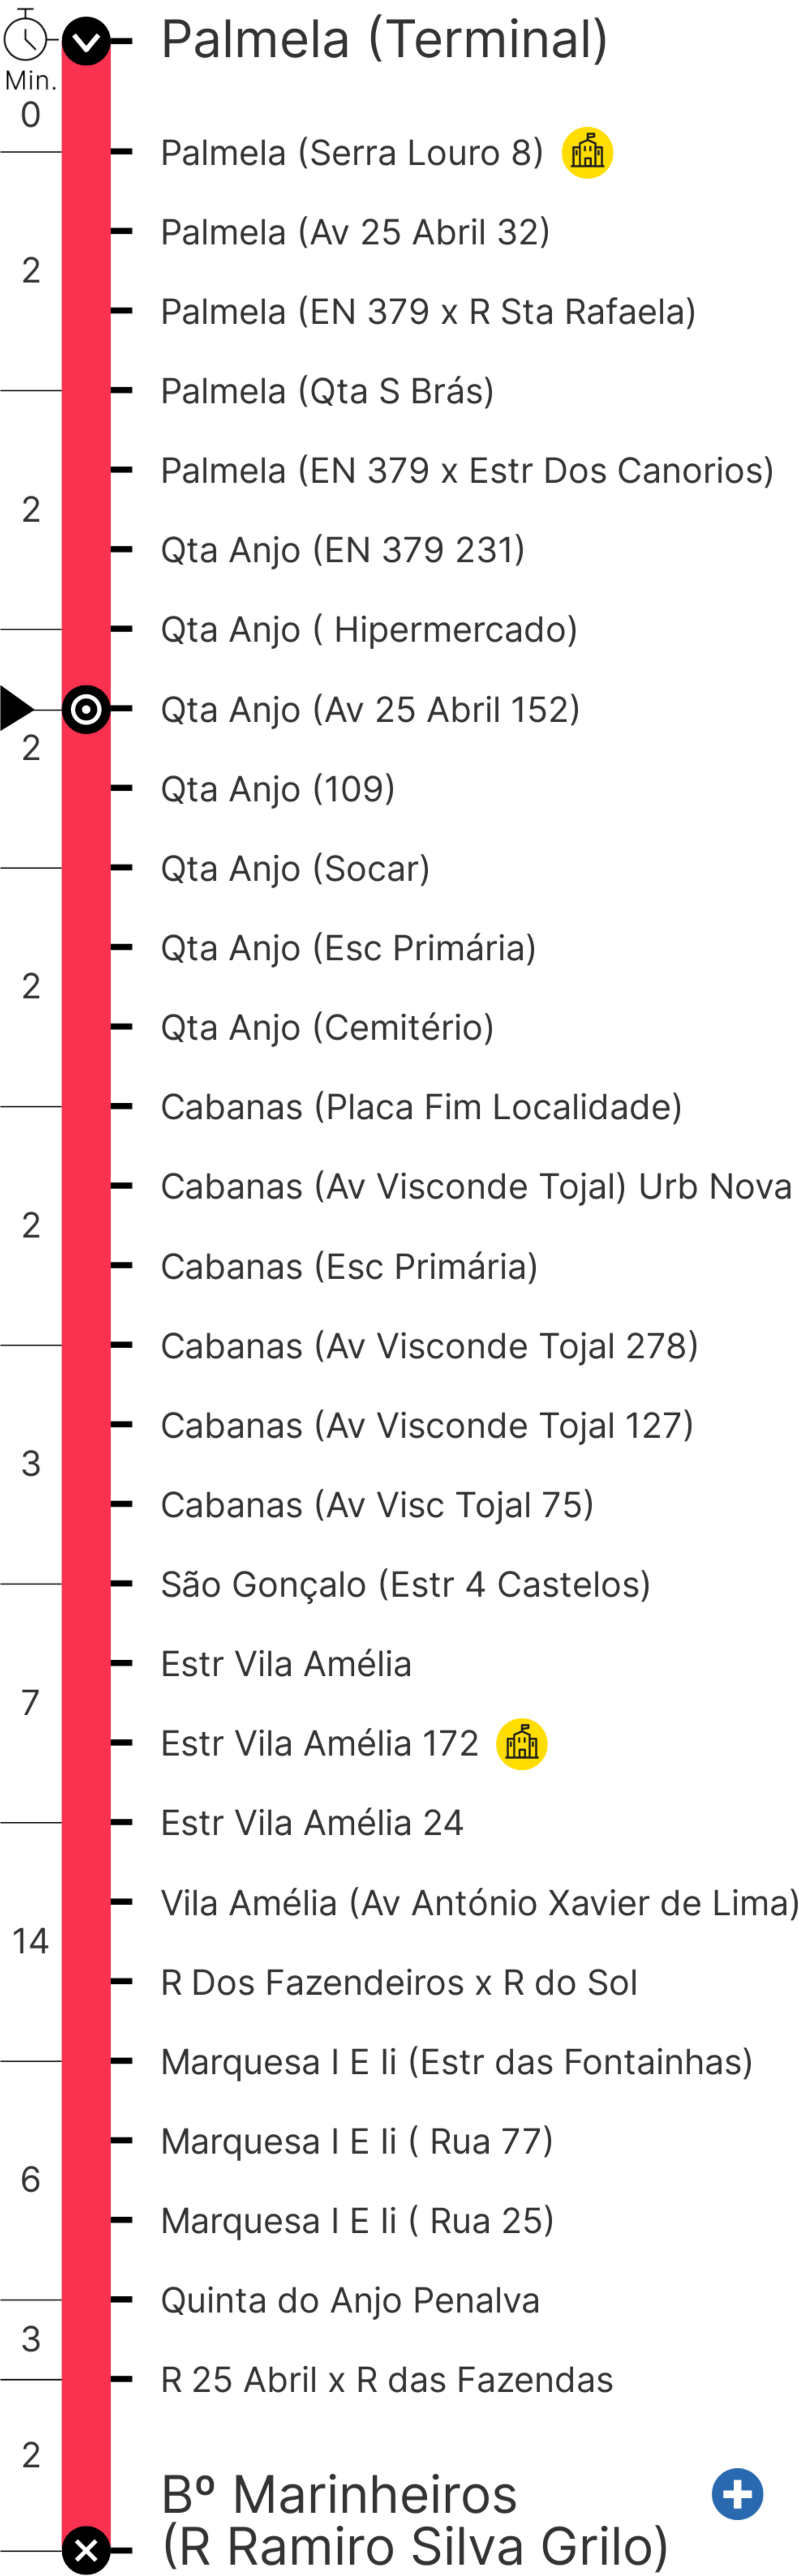 Palmela (Terminal)
Min.
0
Palmela (Serra Louro 8)
Palmela (Av 25 Abril 32)
2
Palmela (EN 379 x R Sta Rafaela)
Palmela (Qta S Brás)
Palmela (EN 379 x Estr Dos Canorios)
2
Qta Anjo (EN 379 231)
Qta Anjo ( Hipermercado)
Qta Anjo (Av 25 Abril 152)
2
Qta Anjo (109)
Qta Anjo (Socar)
Qta Anjo (Esc Primária)
2
Qta Anjo (Cemitério)
Cabanas (Placa Fim Localidade)
Cabanas (Av Visconde Tojal) Urb Nova
2
Cabanas (Esc Primária)
Cabanas (Av Visconde Tojal 278)
Cabanas (Av Visconde Tojal 127)
3
Cabanas (Av Visc Tojal 75)
São Gonçalo (Estr 4 Castelos)
Estr Vila Amélia
7
Estr Vila Amélia 172
Estr Vila Amélia 24
Vila Amélia (Av António Xavier de Lima)
14
R Dos Fazendeiros x R do Sol
Marquesa I E Ii (Estr das Fontainhas)
Marquesa I E Ii ( Rua 77)
6
Marquesa I E Ii ( Rua 25)
Quinta do Anjo Penalva
3
R 25 Abril x R das Fazendas
2
Bº Marinheiros
(R Ramiro Silva Grilo)